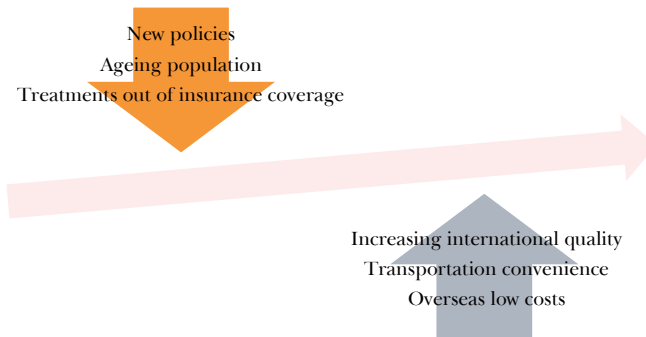 New policies
Ageing population
Treatments out of insurance coverage
Increasing international quality
Transportation convenience
Overseas low costs